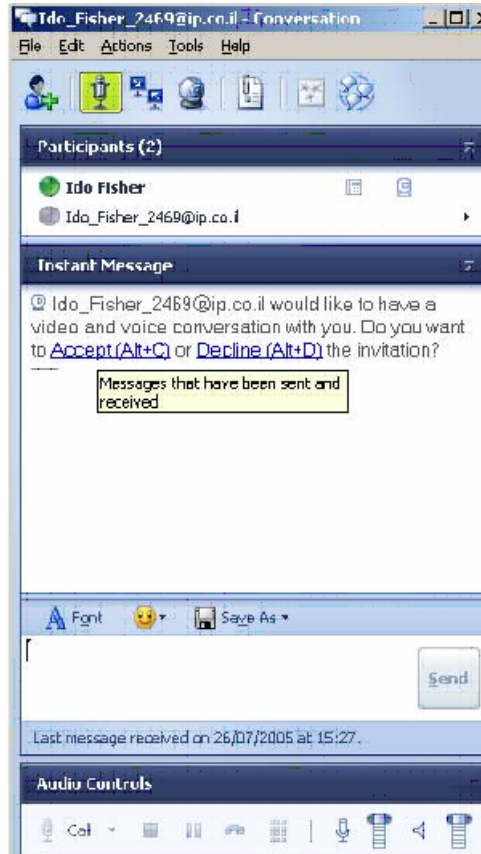 Ido_Fisher_2469@ip.co.il - Conversation
File Edit Actions Tools Help
Participants (2)
Ido Fisher
Ido_Fisher_2469@ip.co.il
Instant Message
Ido_Fisher_2469@ip.co.il would like to have a
video and voice conversation with you. Do you want
to Accept (Alt+C) or Decline (Alt+D) the invitation?
Messages that have been sent and
received
Font Save As
Send
Last message received on 26/07/2005 at 15:27.
Audio Controls
Call